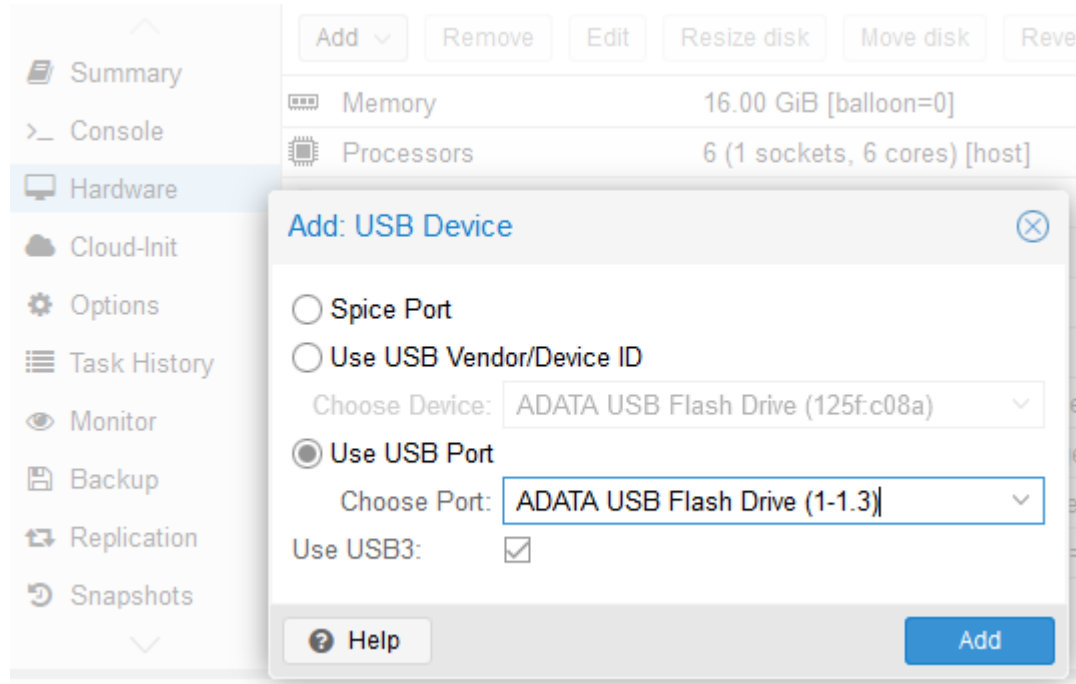 Add Remove Edit Resize disk Move disk Reve
Summary
Console
Hardware
Cloud-Init
Options
Task History
Monitor
Backup
Replication
Snapshots
Memory 16.00 GiB [balloon=0]
Processors 6 (1 sockets, 6 cores) [host]
Add: USB Device
Spice Port
Use USB Vendor/Device ID
Choose Device: ADATA USB Flash Drive (125f:c08a)
Use USB Port
Choose Port: ADATA USB Flash Drive (1-1.3)
Use USB3:
Help Add